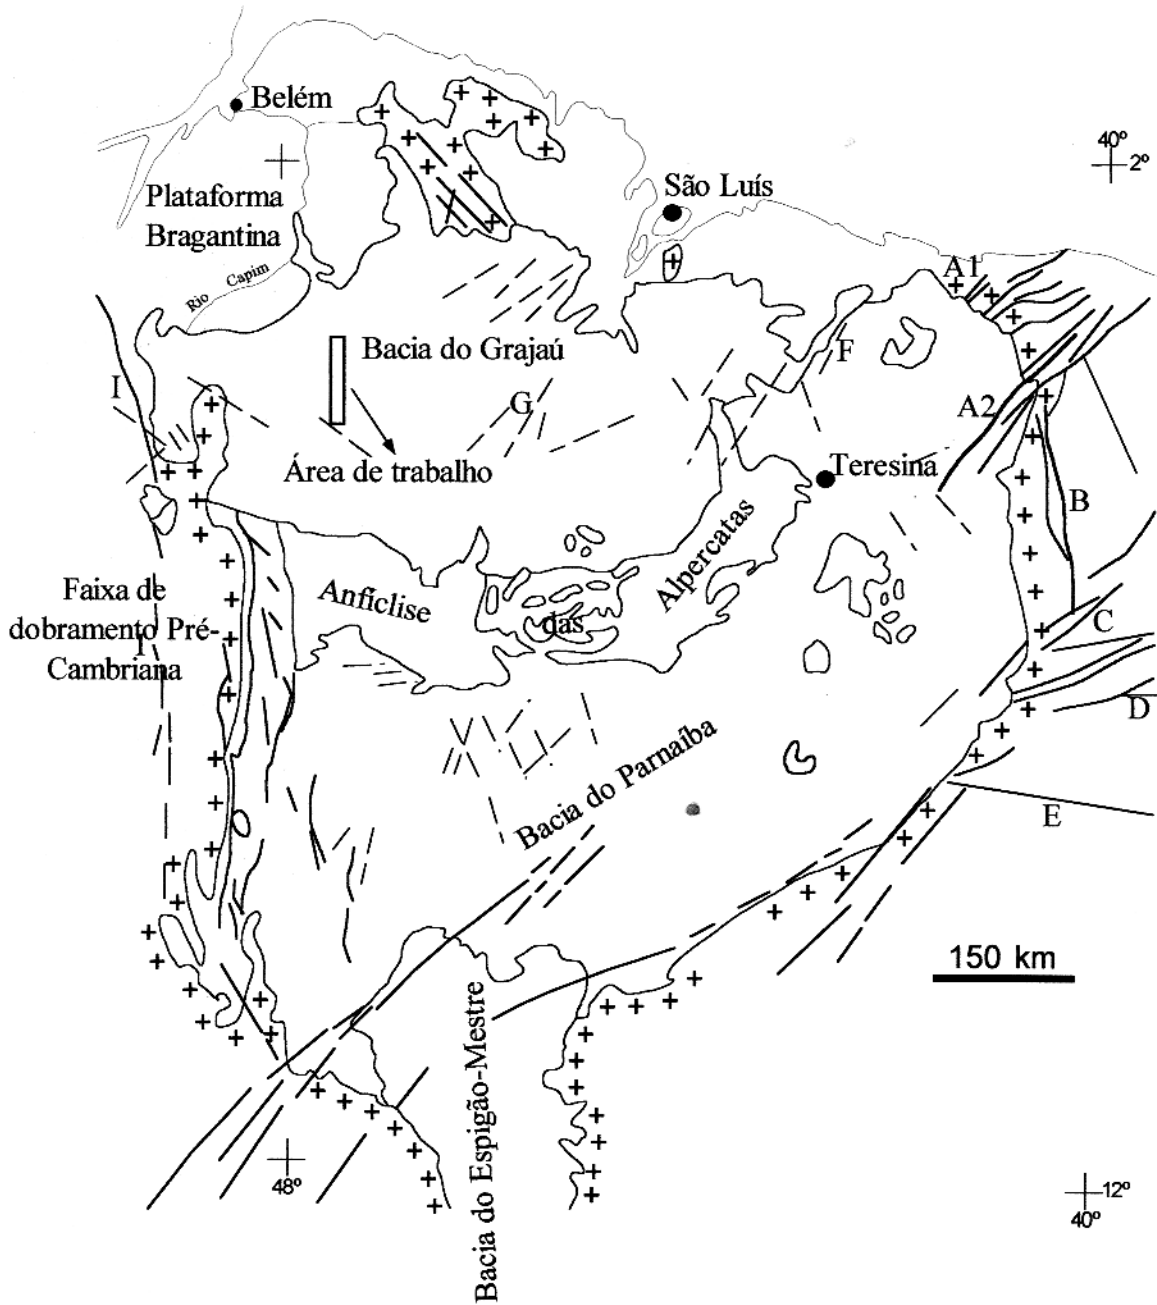 Belém
40º
2º
Plataforma
Bragantina
São Luís
Rio Capim
A1
Bacia do Grajaú
F
I
G
A2
Área de trabalho
Teresina
B
Alpercatas
Anfíclise
das
Faixa de
dobramento Pré-
Cambriana
I
C
D
Bacia do Parnaíba
E
150 km
Bacia do Espigão-Mestre
48º
12º
40º